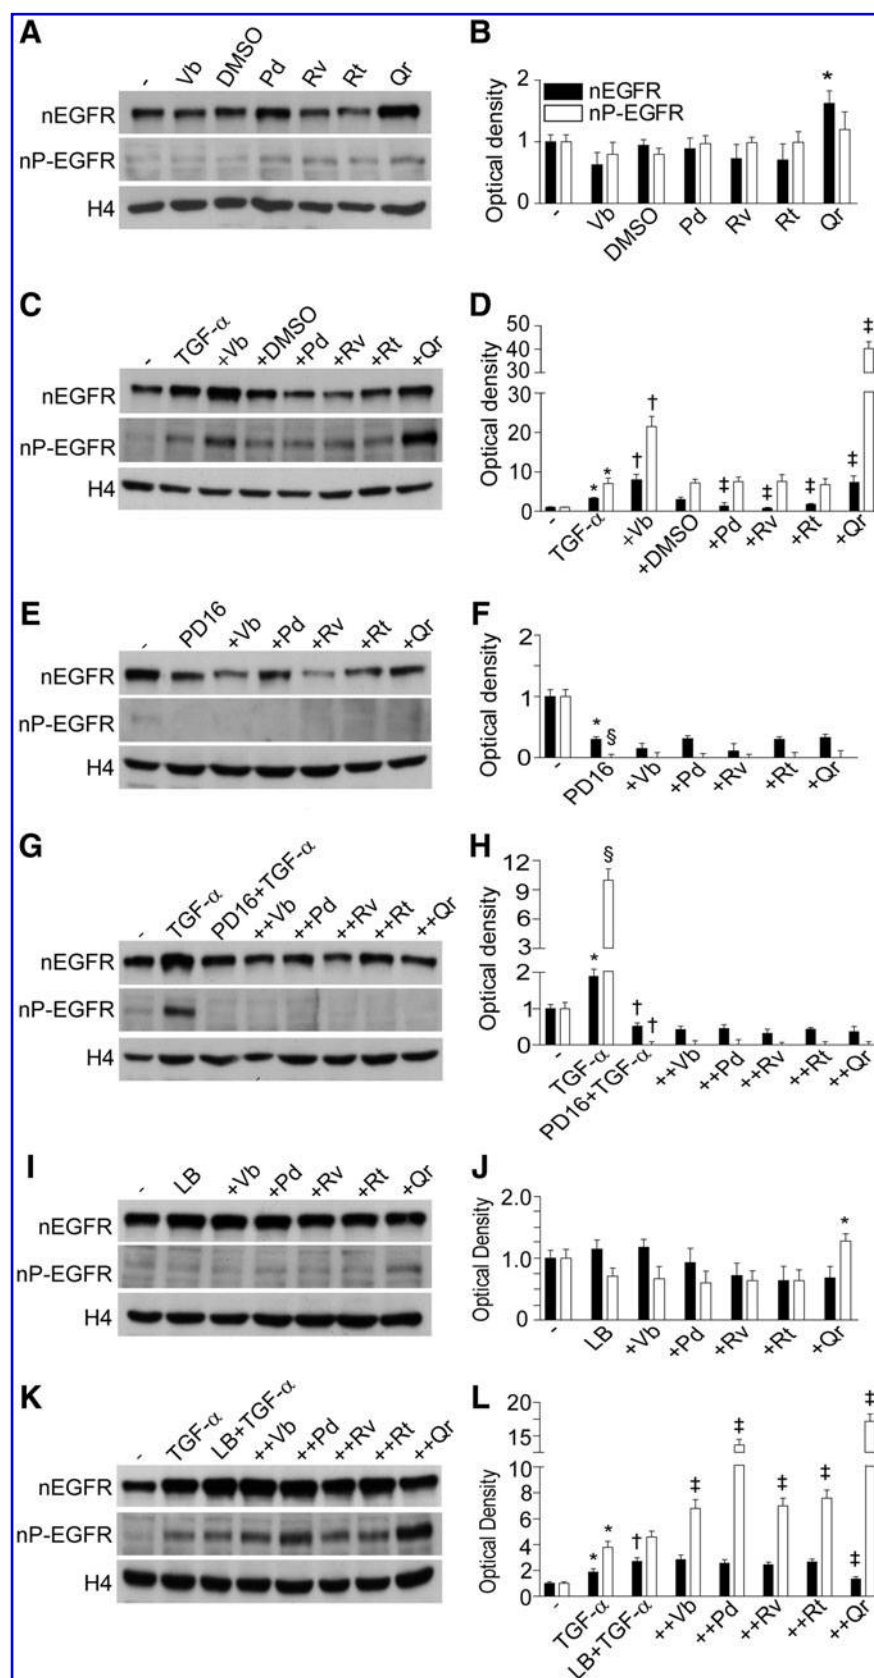 A
- Vb DMSO Pd Rv Rt Qr
nEGFR
nP-EGFR
H4
B
Optical density
2
1
0
nEGFR
nP-EGFR
*
- Vb DMSO Pd Rv Rt Qr
C
- TGF-α +Vb +DMSO +Pd +Rv +Rt +Qr
nEGFR
nP-EGFR
H4
D
Optical density
50
40
30
30
20
10
0
* * † † ‡ ‡ ‡ ‡ ‡
- TGF-α +Vb +DMSO +Pd +Rv +Rt +Qr
E
- PD16 +Vb +Pd +Rv +Rt +Qr
nEGFR
nP-EGFR
H4
F
Optical density
2
1
0
* §
- PD16 +Vb +Pd +Rv +Rt +Qr
G
- TGF-α PD16+TGF-α ++Vb ++Pd ++Rv ++Rt ++Qr
nEGFR
nP-EGFR
H4
H
Optical density
12
9
6
3
2
1
0
* § † †
- TGF-α PD16+TGF-α ++Vb ++Pd ++Rv ++Rt ++Qr
I
- LB +Vb +Pd +Rv +Rt +Qr
nEGFR
nP-EGFR
H4
J
Optical Density
2.0
1.0
0
*
- LB +Vb +Pd +Rv +Rt +Qr
K
- TGF-α LB+TGF-α ++Vb ++Pd ++Rv ++Rt ++Qr
nEGFR
nP-EGFR
H4
L
Optical Density
20
15
10
8
6
4
2
0
* * † ‡ ‡ ‡ ‡ ‡ ‡
- TGF-α LB+TGF-α ++Vb ++Pd ++Rv ++Rt ++Qr